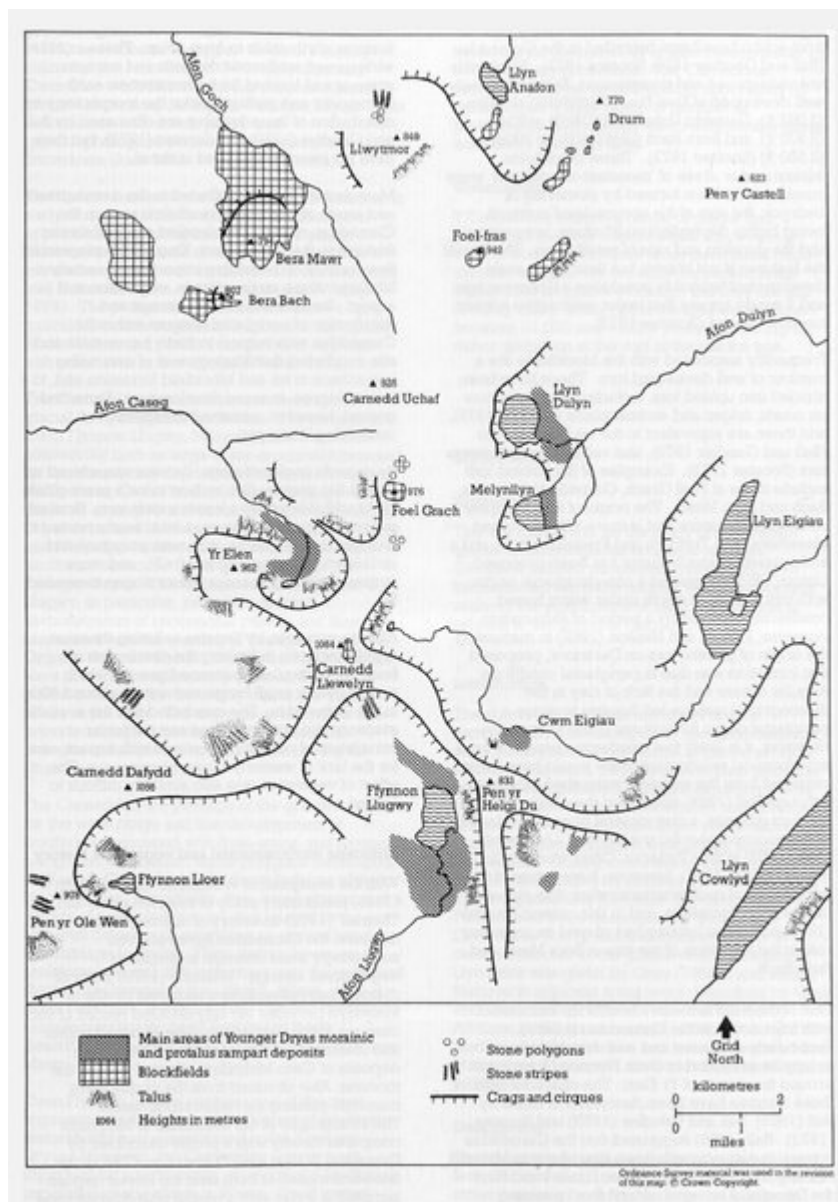 Afon Goch
Llyn
Anafon
770
Drum
849
Llwytmor
623
Pen y Castell
Foel-fras
942
Bera Mawr
807
Bera Bach
Afon Dulyn
926
Carnedd Uchaf
Llyn
Dulyn
Afon Caseg
976
Foel Grach
Melynllyn
Llyn Eigiau
Yr Elen
962
1064
Carnedd
Llewelyn
Cwm Eigiau
Carnedd Dafydd
Ffynnon
Llugwy
833
Pen yr
Helgi Du
Llyn
Cowlyd
Ffynnon Lloer
Pen yr Ole Wen
Afon Llugwy
Main areas of Younger Dryas morainic
and protalus rampart deposits
Blockfields
Talus
1064 Heights in metres
Stone polygons
Stone stripes
Crags and cirques
Grid
North
kilometres
0 2
0 1
miles
Ordnance Survey material was used in the revision
of this map: © Crown Copyright.